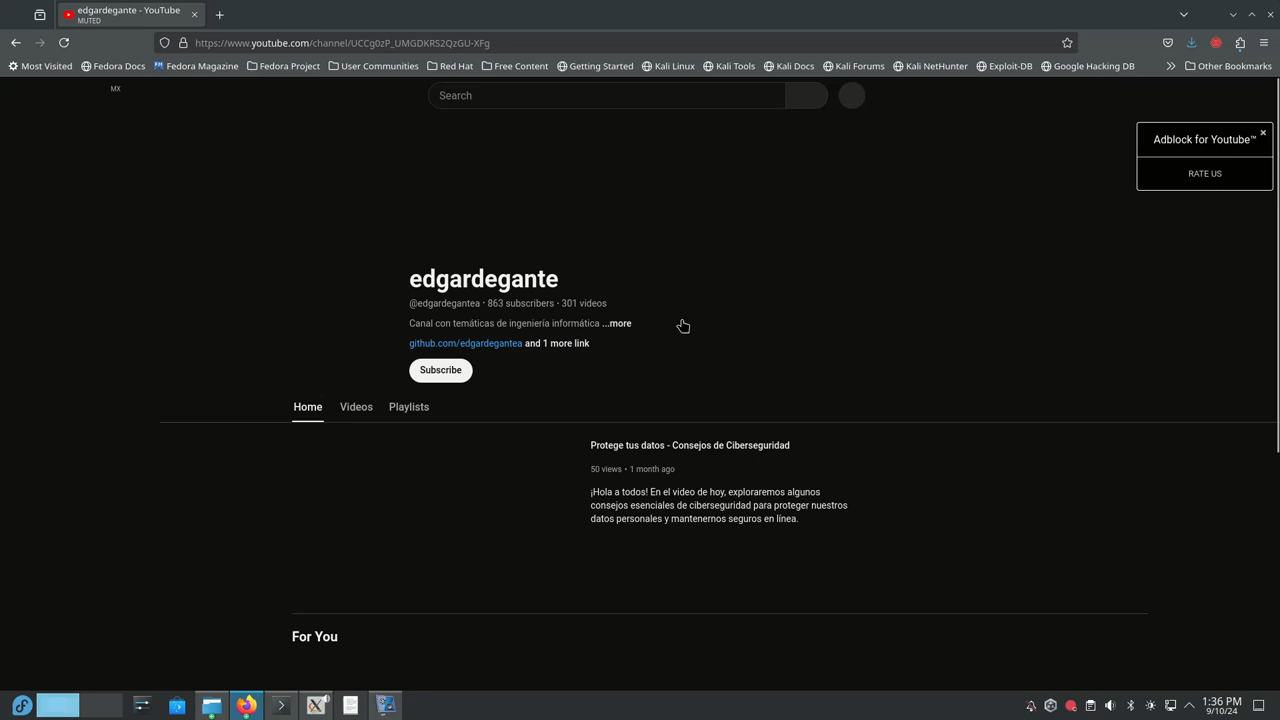 edgardegante - YouTube
MUTED
https://www.youtube.com/channel/UCCg0zP_UMGDKRS2QzGU-XFg
Most Visited Fedora Docs Fedora Magazine Fedora Project User Communities Red Hat Free Content Getting Started Kali Linux Kali Tools Kali Docs Kali Forums Kali NetHunter Exploit-DB Google Hacking DB Other Bookmarks
MX
Search
Adblock for Youtube™ ×
RATE US
edgardegante
@edgardegantea · 863 subscribers · 301 videos
Canal con temáticas de ingeniería informática ...more
github.com/edgardegantea and 1 more link
Subscribe
Home Videos Playlists
Protege tus datos - Consejos de Ciberseguridad
50 views • 1 month ago
¡Hola a todos! En el video de hoy, exploraremos algunos
consejos esenciales de ciberseguridad para proteger nuestros
datos personales y mantenernos seguros en línea.
For You
1:36 PM
9/10/24